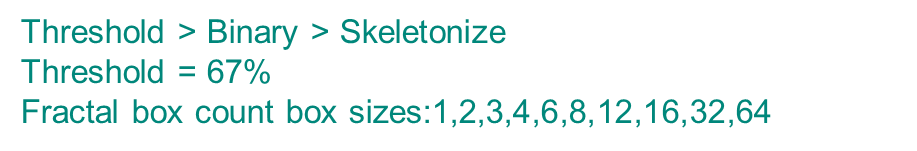 Threshold > Binary > Skeletonize
Threshold = 67%
Fractal box count box sizes:1,2,3,4,6,8,12,16,32,64